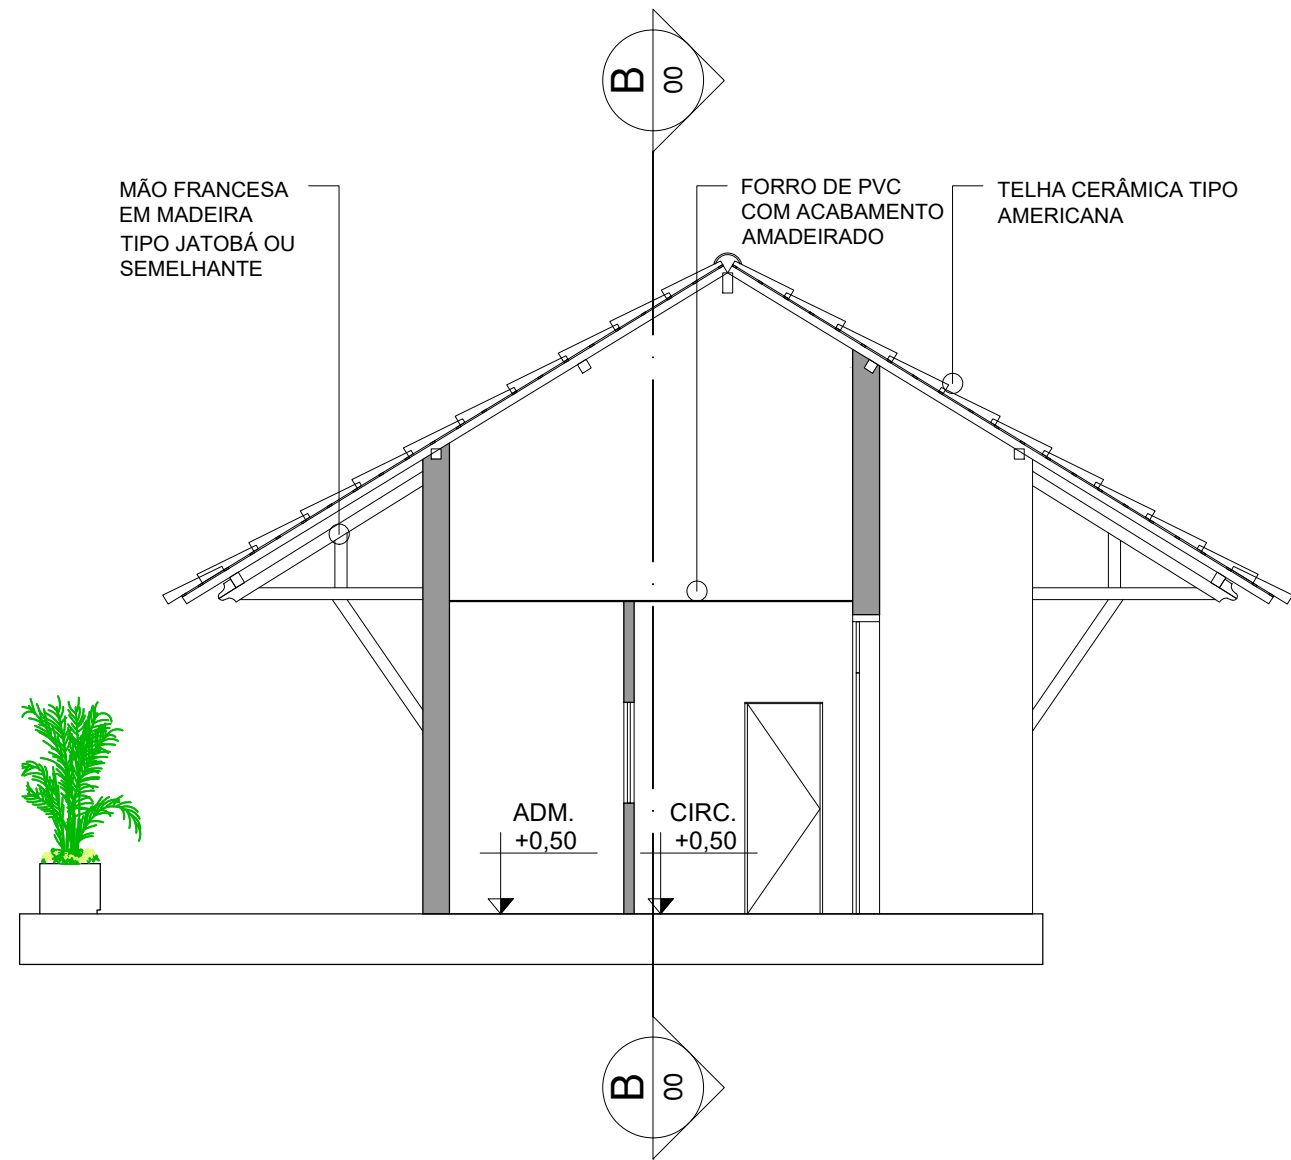 B
00
MÃO FRANCESA
EM MADEIRA
TIPO JATOBÁ OU
SEMELHANTE
FORRO DE PVC
COM ACABAMENTO
AMADEIRADO
TELHA CERÂMICA TIPO
AMERICANA
ADM.
+0,50
CIRC.
+0,50
B
00